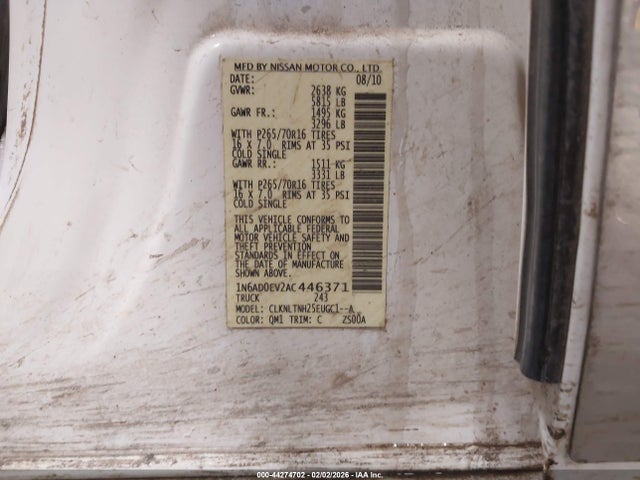 MFD BY NISSAN MOTOR CO., LTD.
DATE: 08/10
GVWR: 2638 KG
5815 LB
GAWR FR.: 1495 KG
3296 LB
WITH P265/70R16 TIRES
16 X 7.0 RIMS AT 35 PSI
COLD SINGLE
GAWR RR.: 1511 KG
3331 LB
WITH P265/70R16 TIRES
16 X 7.0 RIMS AT 35 PSI
COLD SINGLE
THIS VEHICLE CONFORMS TO
ALL APPLICABLE FEDERAL
MOTOR VEHICLE SAFETY AND
THEFT PREVENTION
STANDARDS IN EFFECT ON
THE DATE OF MANUFACTURE
SHOWN ABOVE.
1N6AD0EV2AC446371
TRUCK 243
MODEL: CLKNLTNH25EUGC1--A
COLOR: QM1 TRIM: C ZS00A
000-44274702 - 02/02/2026 - IAA Inc.